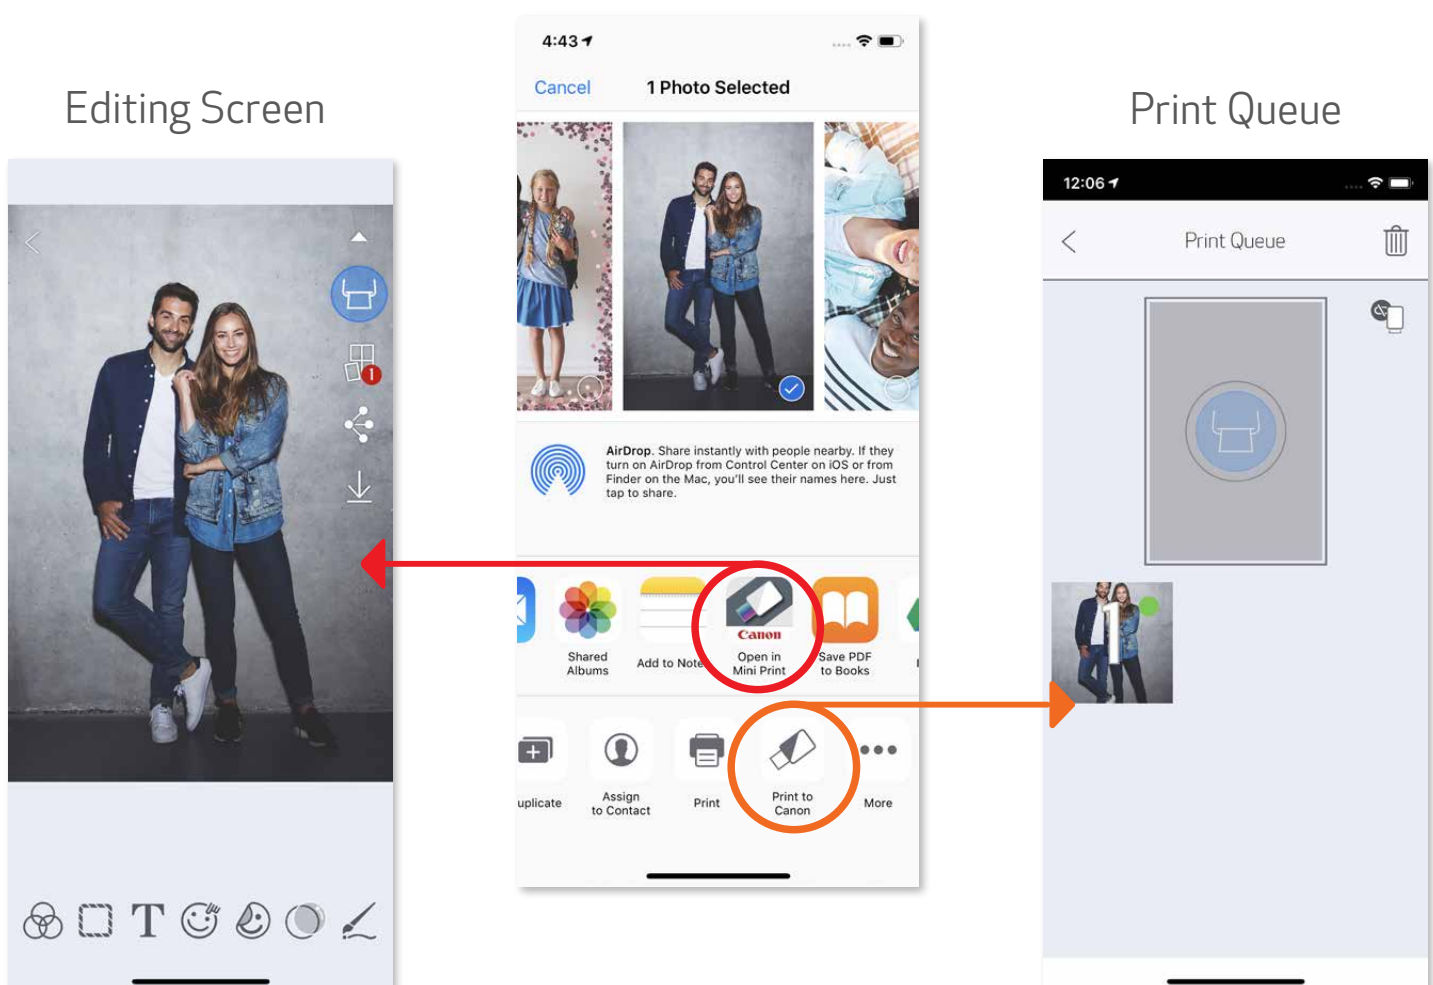 Editing Screen
1
4:43
Cancel
1 Photo Selected
AirDrop. Share instantly with people nearby. If they
turn on AirDrop from Control Center on iOS or from
Finder on the Mac, you'll see their names here. Just
tap to share.
Canon
Shared
Albums
Add to Note
Open in
Mini Print
Save PDF
to Books
uplicate
Assign
to Contact
Print
Print to
Canon
More
Print Queue
12:06
Print Queue
1
T